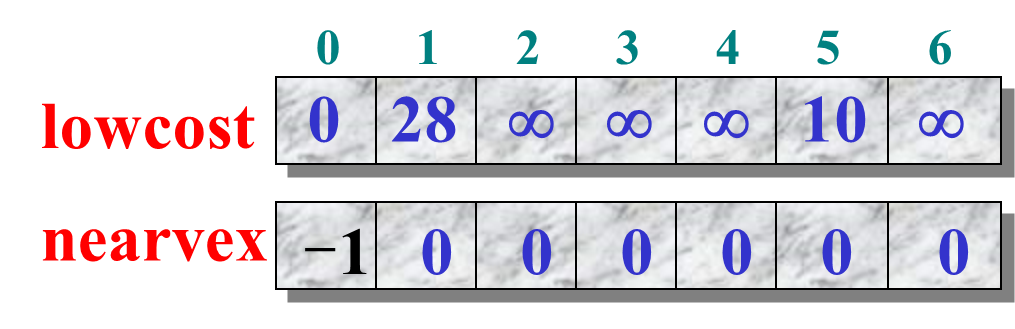 0 1 2 3 4 5 6
lowcost 0 28 ∞ ∞ ∞ 10 ∞
nearvex −1 0 0 0 0 0 0